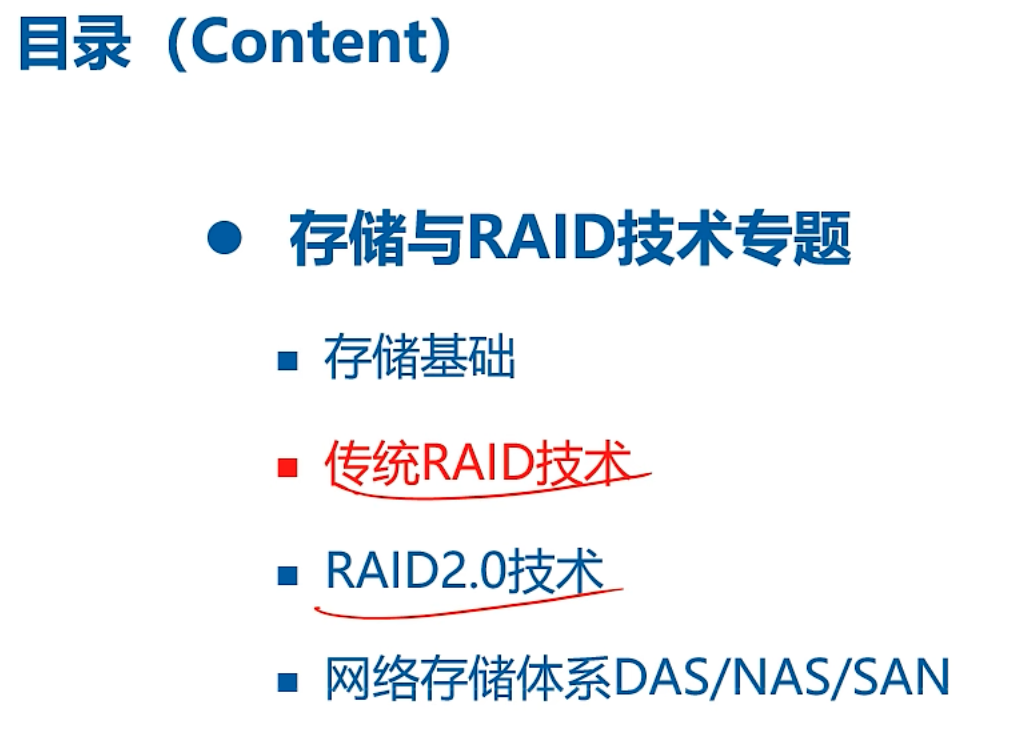 目录（Content）
存储与RAID技术专题
存储基础
传统RAID技术
RAID2.0技术
网络存储体系DAS/NAS/SAN